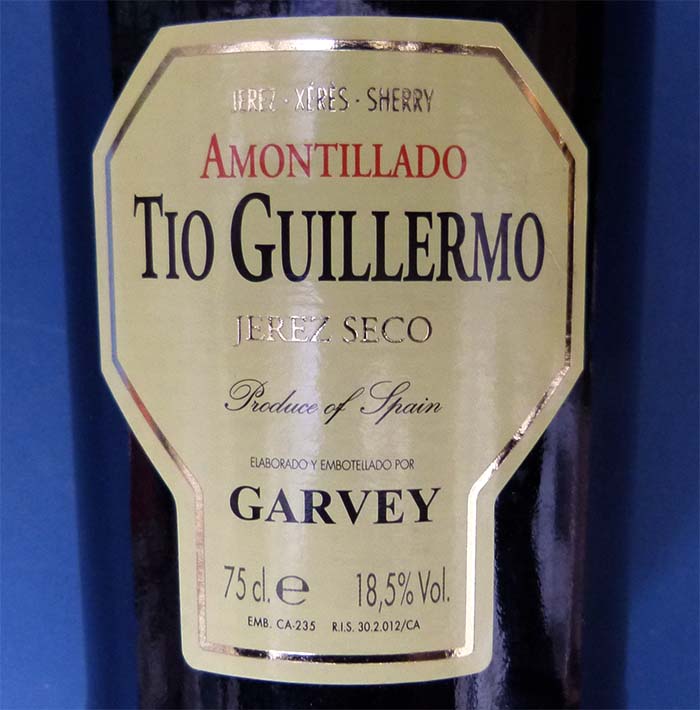 JEREZ - XÉRÈS - SHERRY
AMONTILLADO
TIO GUILLERMO
JEREZ SECO
Produce of Spain
ELABORADO Y EMBOTELLADO POR
GARVEY
75 cl. e 18,5% Vol.
EMB. CA-235 R.I.S. 30.2.012/CA